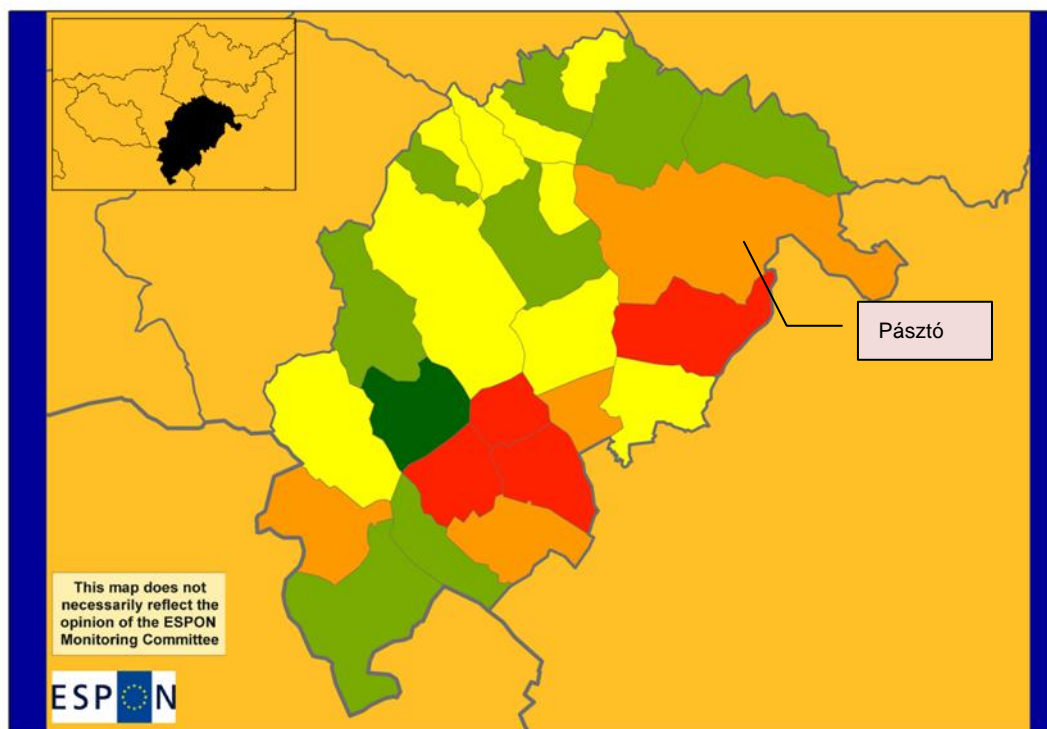 Pásztó
This map does not
necessarily reflect the
opinion of the ESPON
Monitoring Committee
ESPON